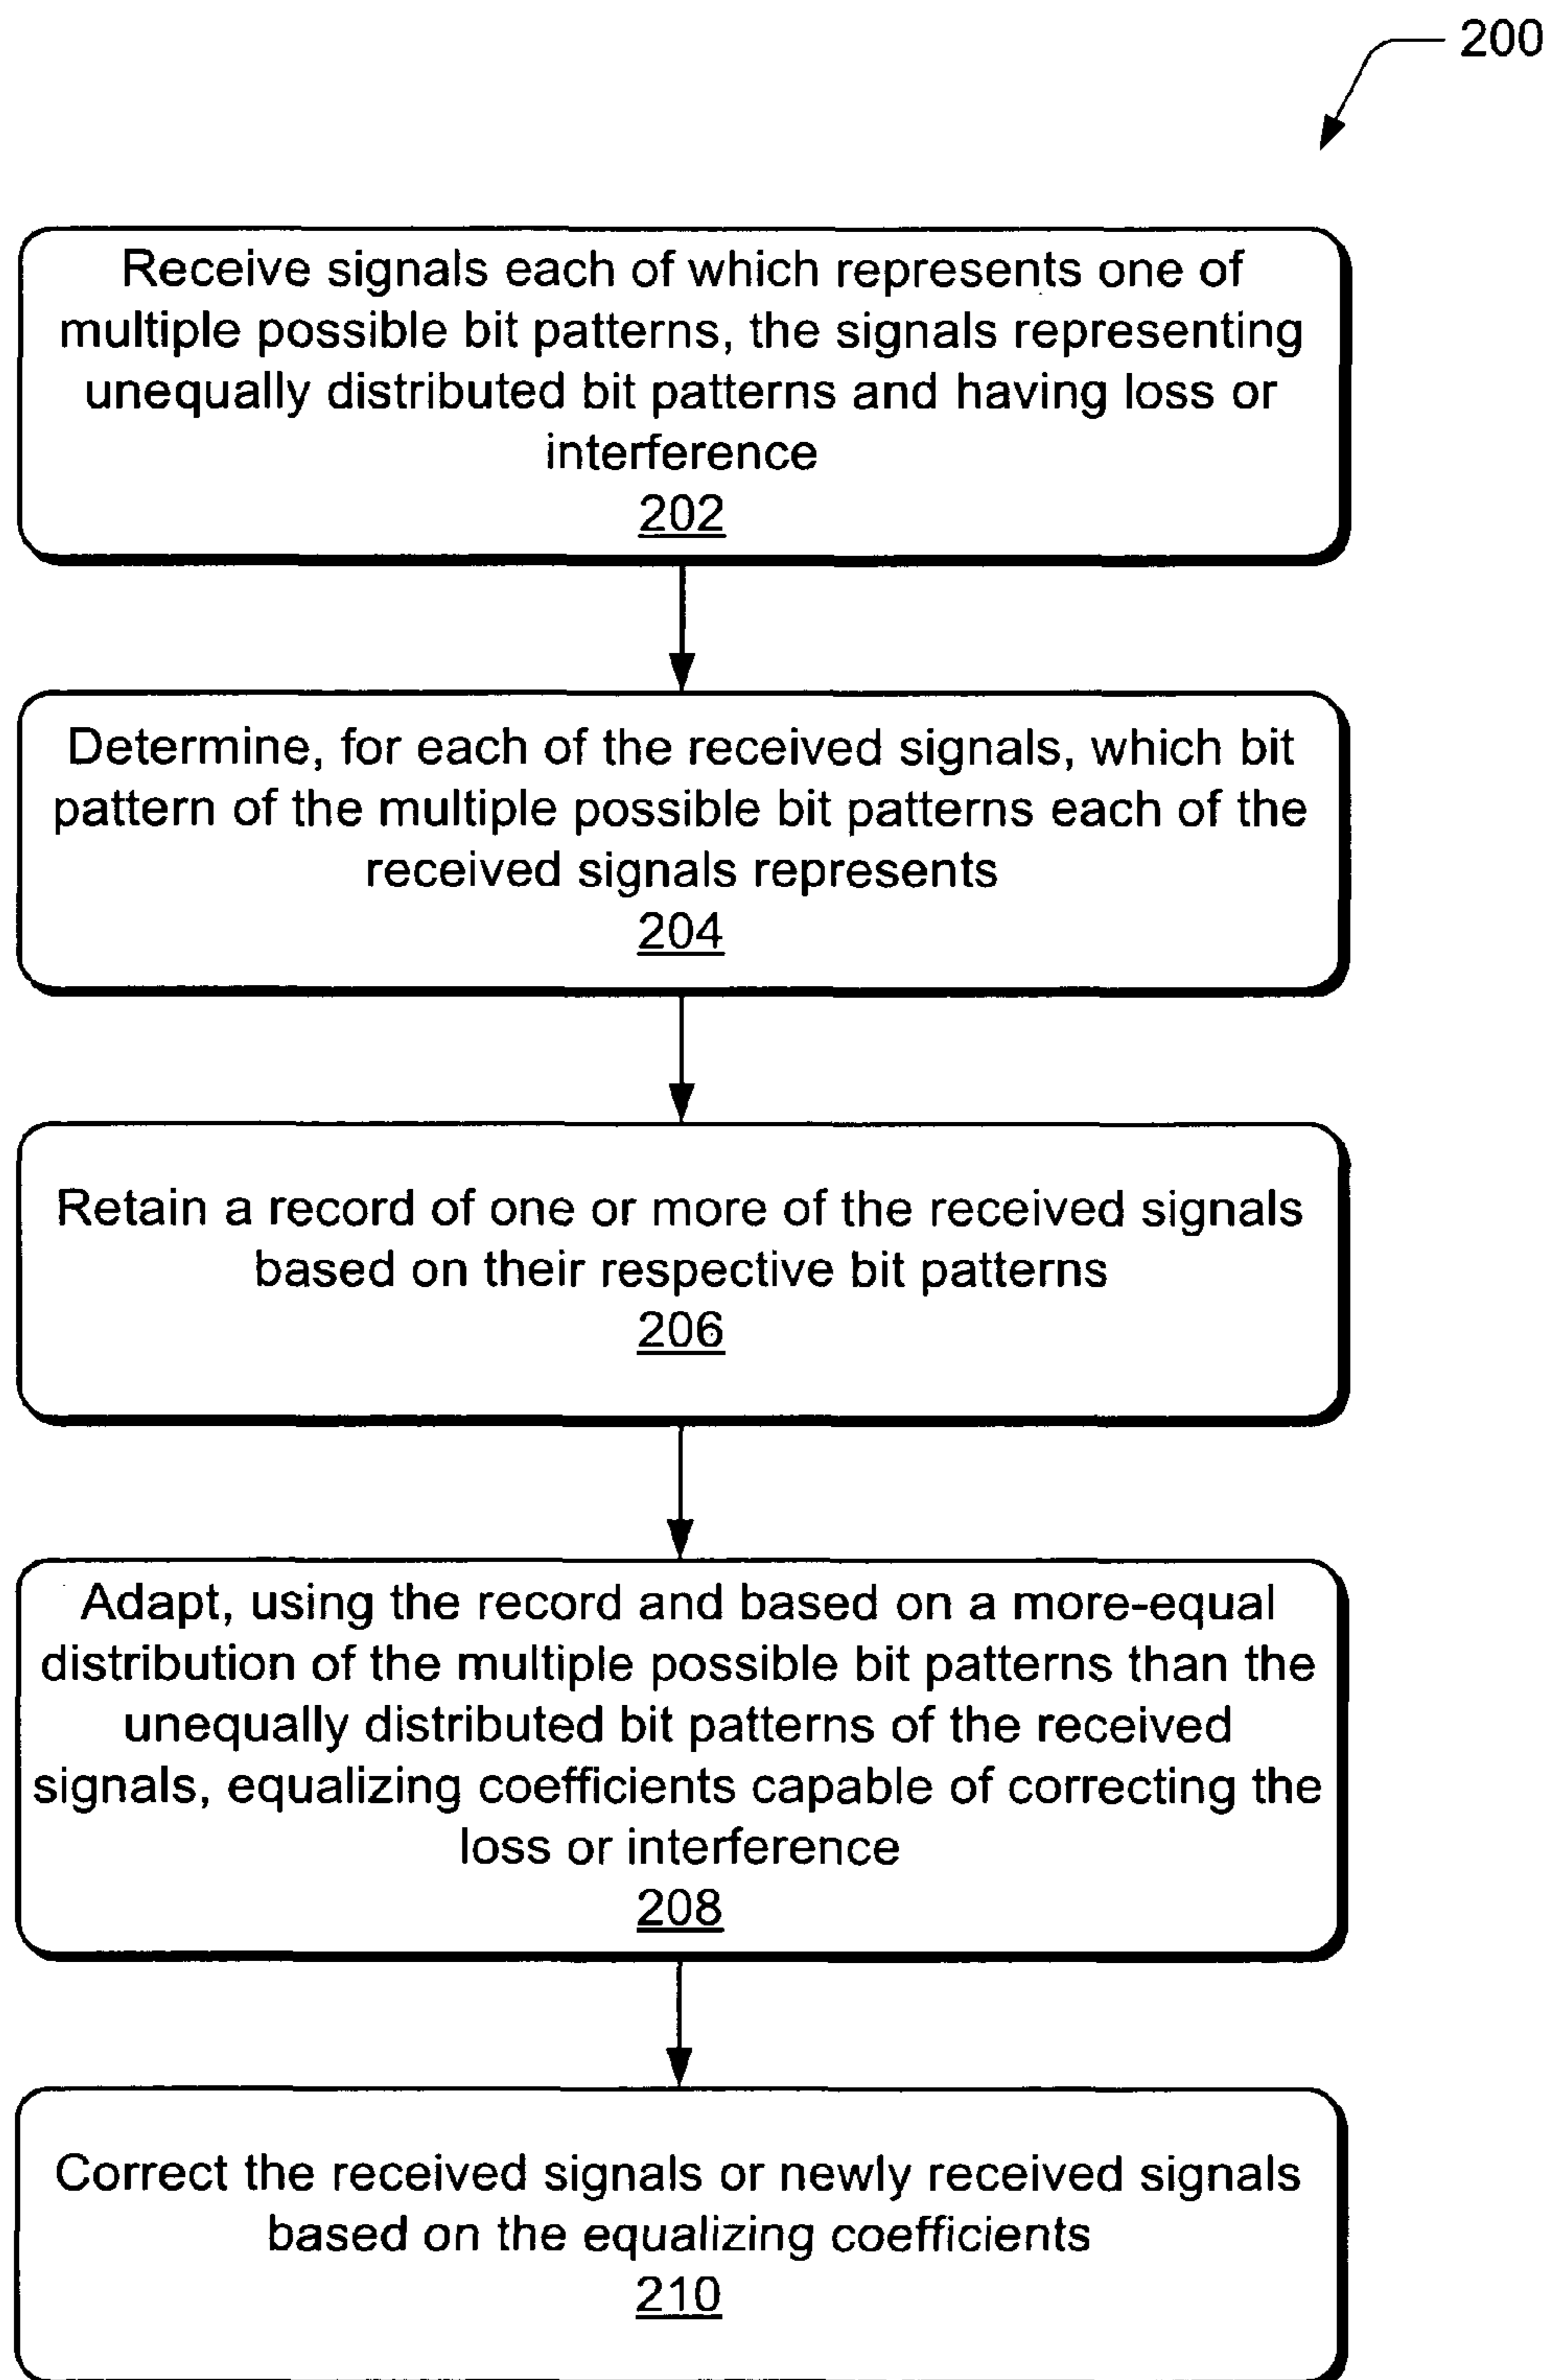 200
Receive signals each of which represents one of
multiple possible bit patterns, the signals representing
unequally distributed bit patterns and having loss or
interference
202
Determine, for each of the received signals, which bit
pattern of the multiple possible bit patterns each of the
received signals represents
204
Retain a record of one or more of the received signals
based on their respective bit patterns
206
Adapt, using the record and based on a more-equal
distribution of the multiple possible bit patterns than the
unequally distributed bit patterns of the received
signals, equalizing coefficients capable of correcting the
loss or interference
208
Correct the received signals or newly received signals
based on the equalizing coefficients
210